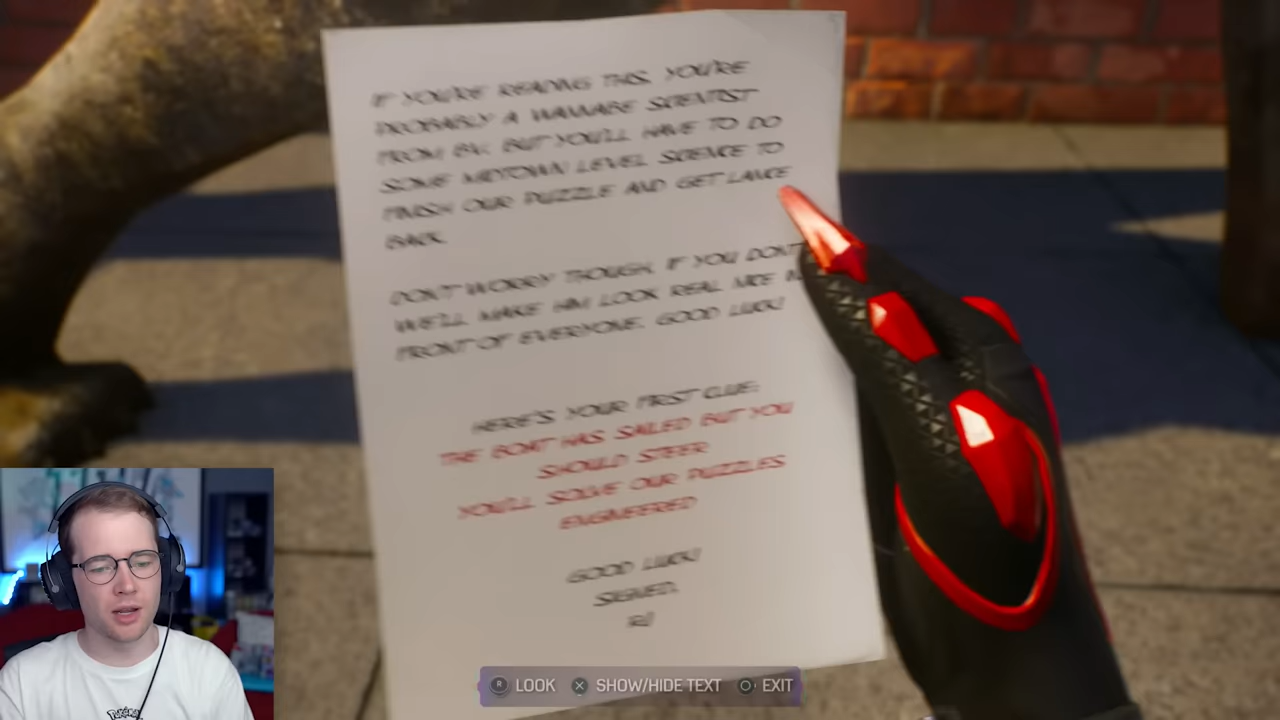 IF YOU'RE READING THIS, YOU'RE
PROBABLY A WANNABE SCIENTIST
FROM BV. BUT YOU'LL HAVE TO DO
SOME MIDTOWN LEVEL SCIENCE TO
FINISH OUR PUZZLE AND GET LANCE
BACK.
DON'T WORRY THOUGH, IF YOU DON'T
WE'LL MAKE HIM LOOK REAL NICE IN
FRONT OF EVERYONE. GOOD LUCK!
HERE'S YOUR FIRST CLUE:
THE BOAT HAS SAILED BUT YOU
SHOULD STEER
YOU'LL SOLVE OUR PUZZLES
ENGINEERED
GOOD LUCK!
SIGNED,
R LOOK X SHOW/HIDE TEXT O EXIT